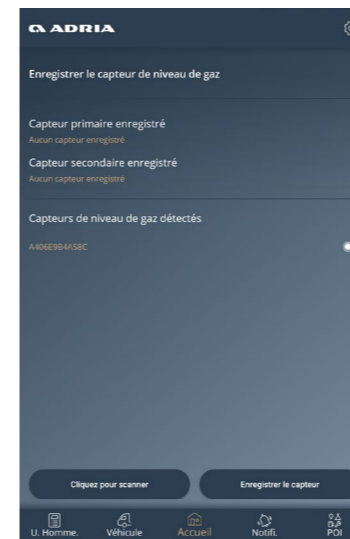 ADRIA
Enregistrer le capteur de niveau de gaz
Capteur primaire enregistré
Aucun capteur enregistré
Capteur secondaire enregistré
Aucun capteur enregistré
Capteurs de niveau de gaz détectés
A406E9B4A58C
Cliquez pour scanner
Enregistrer le capteur
U. Homme.
Véhicule
Accueil
Notifi.
POI